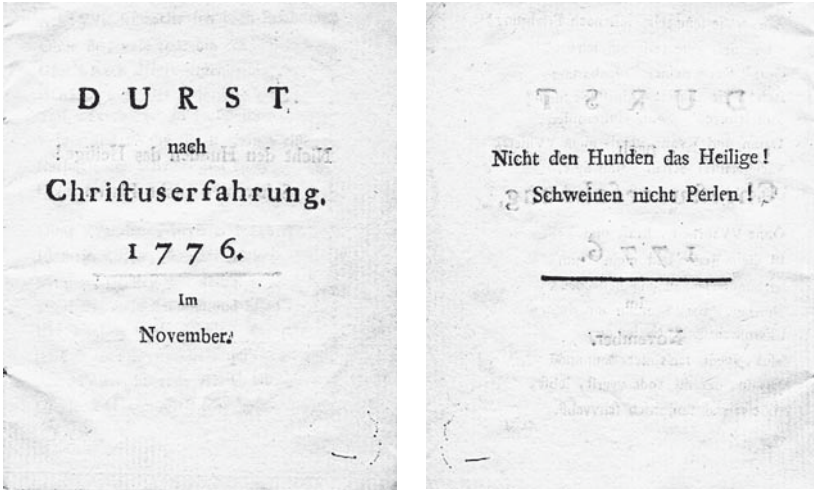 DURST
nach
Chriſtuserfahrung.
1776.
Im
November.
Nicht den Hunden das Heilige!
Schweinen nicht Perlen!